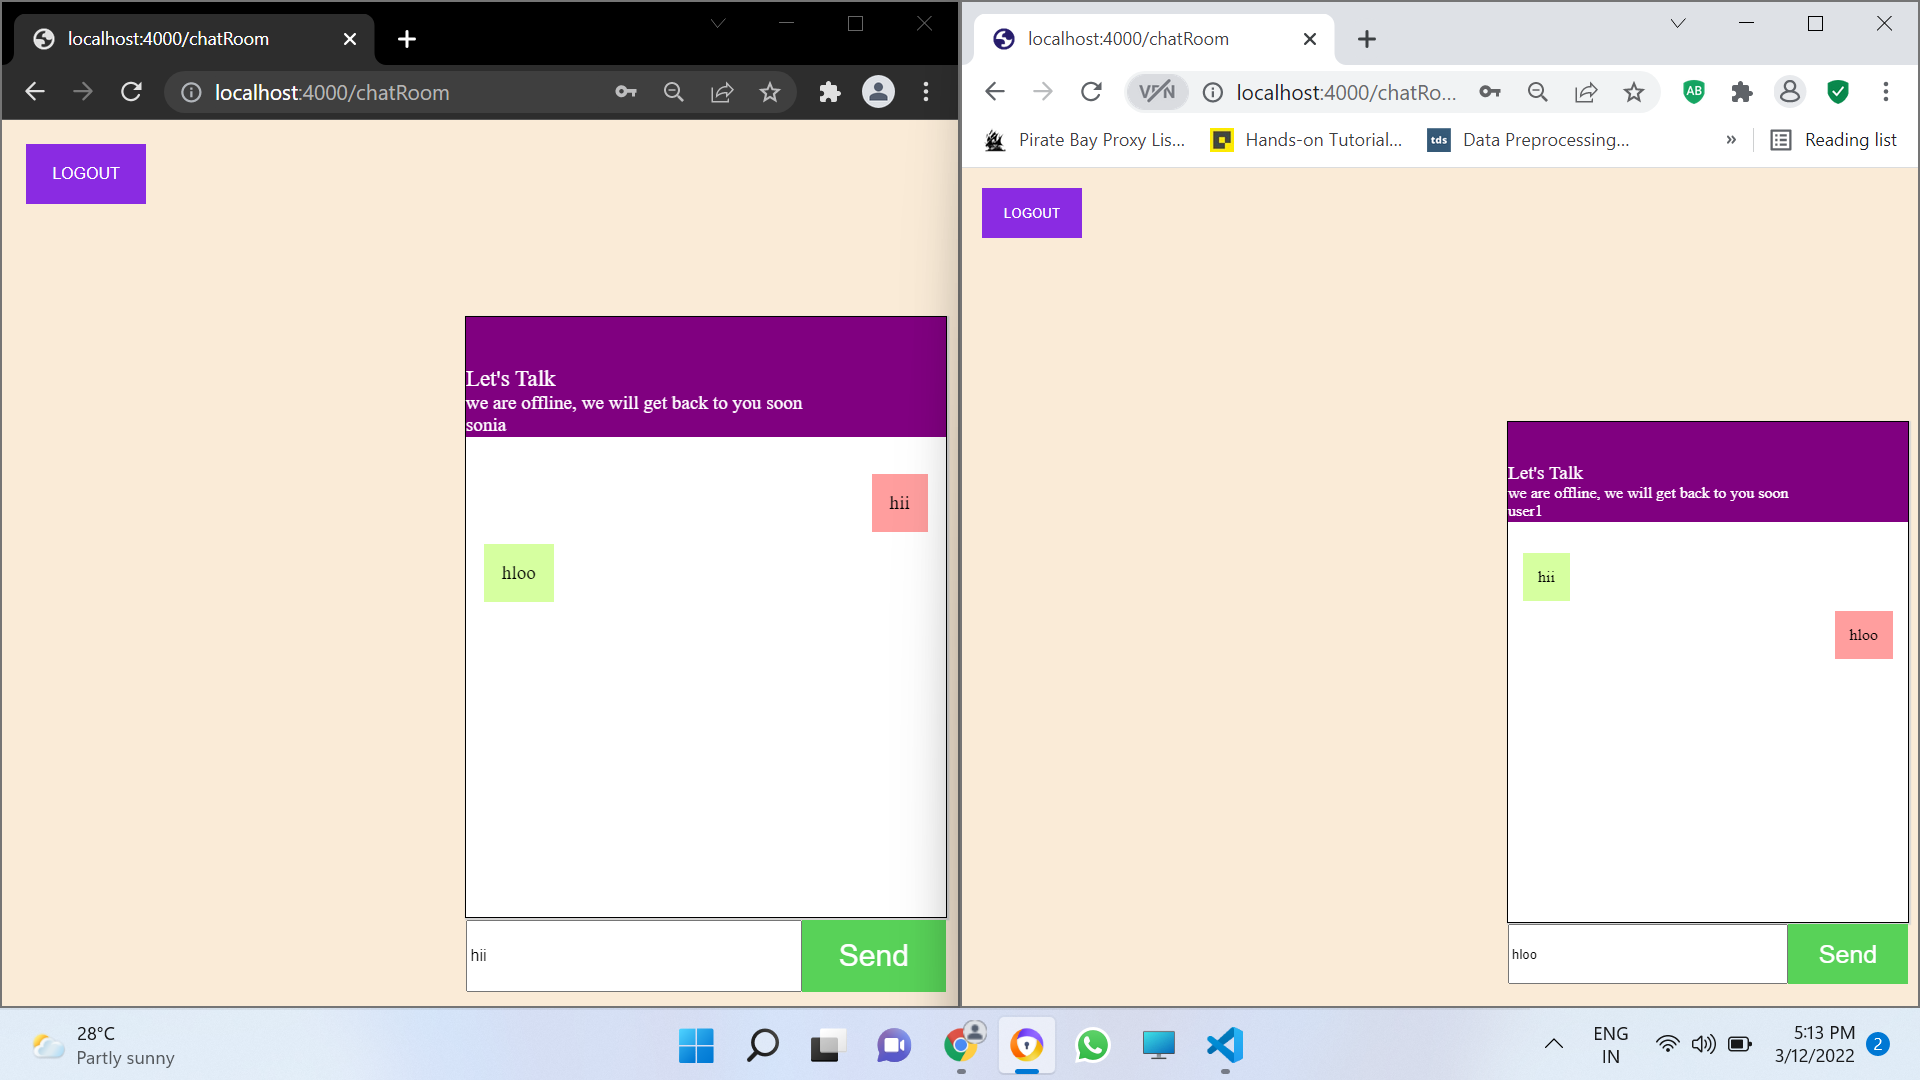 localhost:4000/chatRoom
localhost:4000/chatRoom
LOGOUT
Let's Talk
we are offline, we will get back to you soon
sonia
hii
hloo
hii
Send
localhost:4000/chatRoom
VPN
localhost:4000/chatRo...
AB
Pirate Bay Proxy Lis...
Hands-on Tutorial...
tds
Data Preprocessing...
»
Reading list
LOGOUT
Let's Talk
we are offline, we will get back to you soon
user1
hii
hloo
hloo
Send
28°C
Partly sunny
ENG
IN
5:13 PM
3/12/2022
2